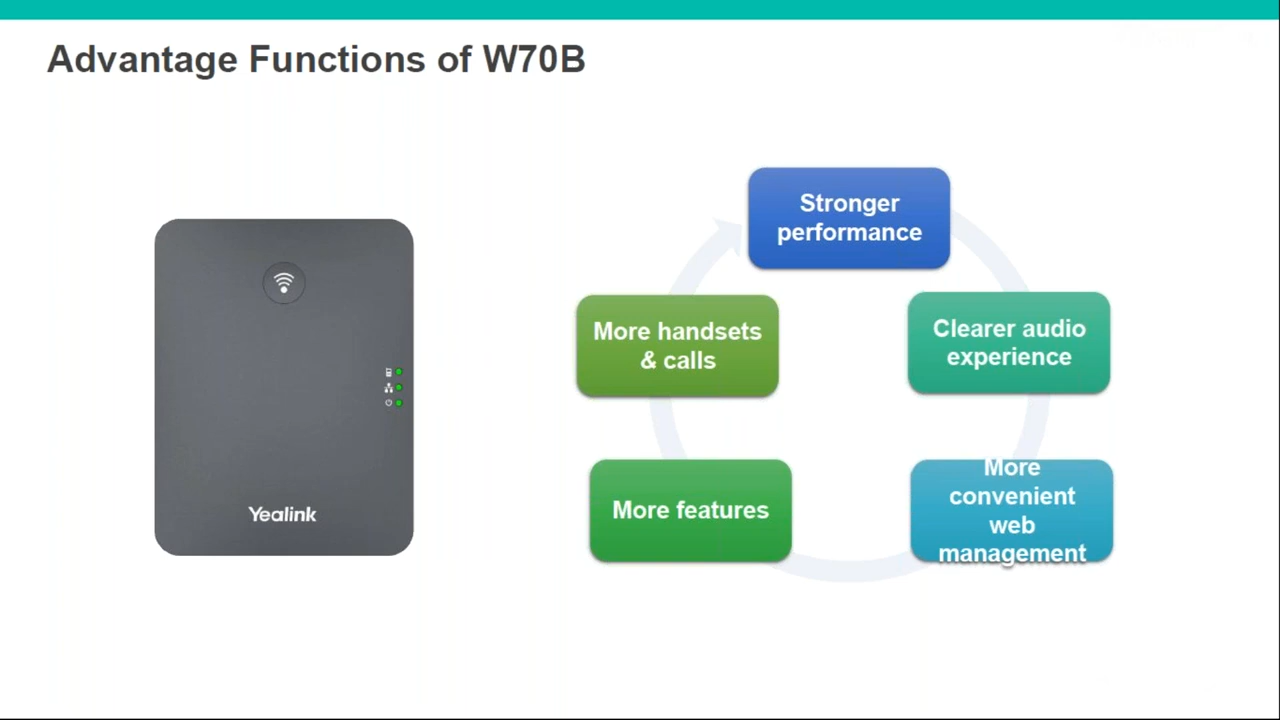 Advantage Functions of W70B
Stronger
performance
More handsets
& calls
Clearer audio
experience
More features
More
convenient
web
management
Yealink